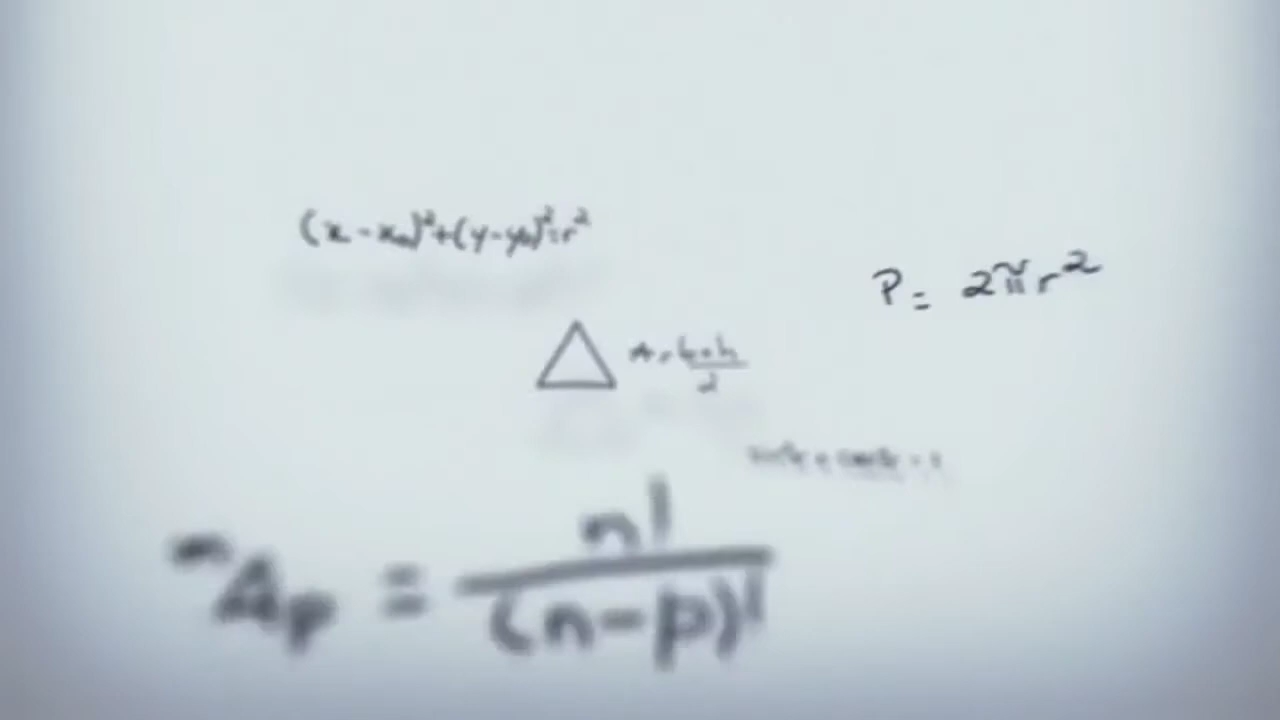 (x-x₀)²+(y-y₀)²=r²
P= 2πr²
A=b×h/2
ⁿAp = n!/(n-p)!